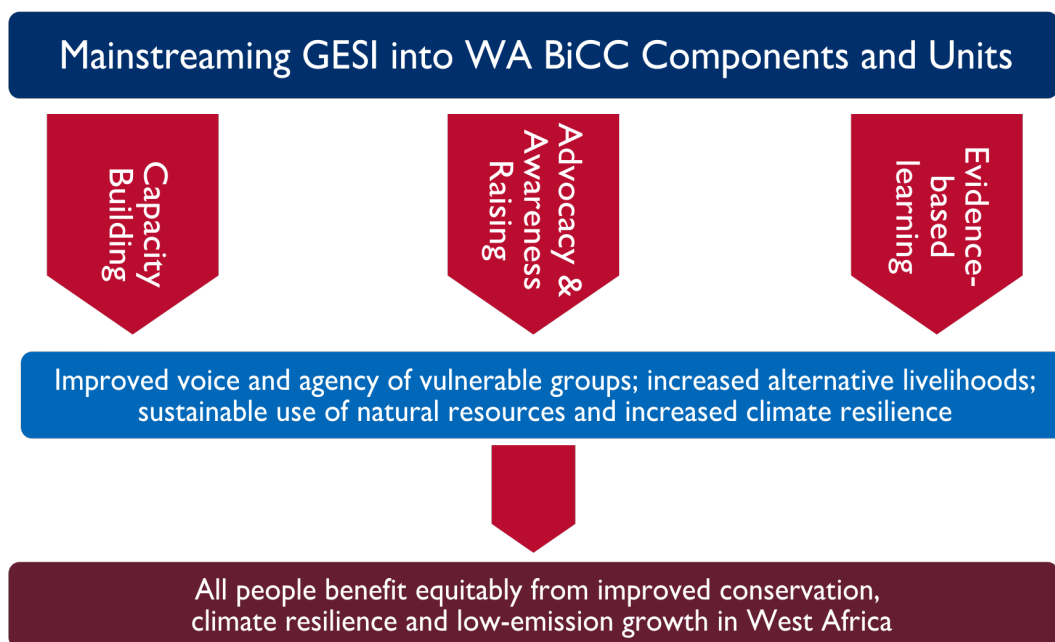 Mainstreaming GESI into WA BiCC Components and Units
Capacity
Building
Advocacy &
Awareness
Raising
Evidence-
based
learning
Improved voice and agency of vulnerable groups; increased alternative livelihoods;
sustainable use of natural resources and increased climate resilience
All people benefit equitably from improved conservation,
climate resilience and low-emission growth in West Africa